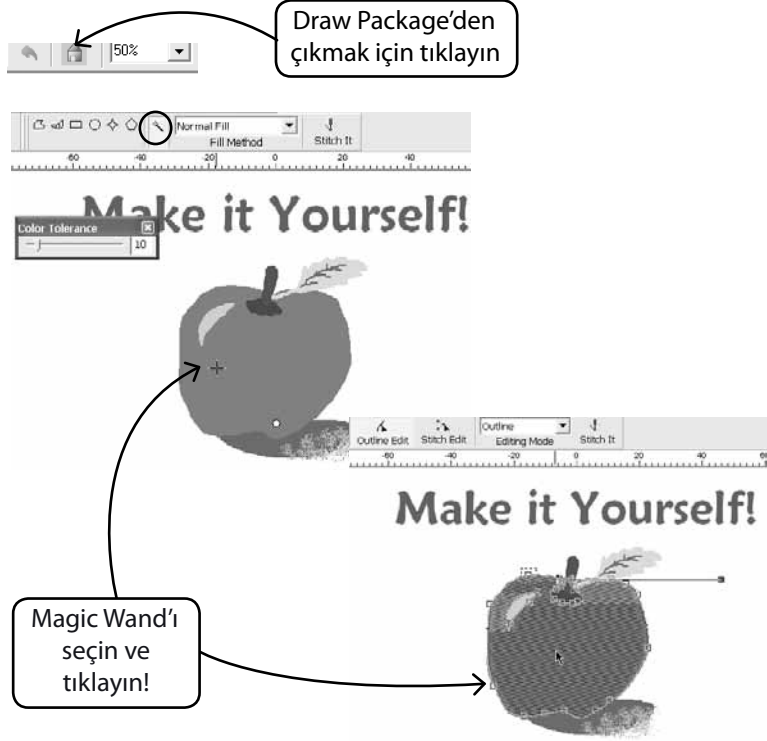 Draw Package’den
çıkmak için tıklayın
50%
Normal Fill
Fill Method
Stitch It
-60 -40 -20 0 20 40
Make it Yourself!
Color Tolerance
10
Outline Edit
Stitch Edit
Outline
Editing Mode
Stitch It
-60 -40 -20 0 20 40 60
Make it Yourself!
Magic Wand’ı
seçin ve
tıklayın!